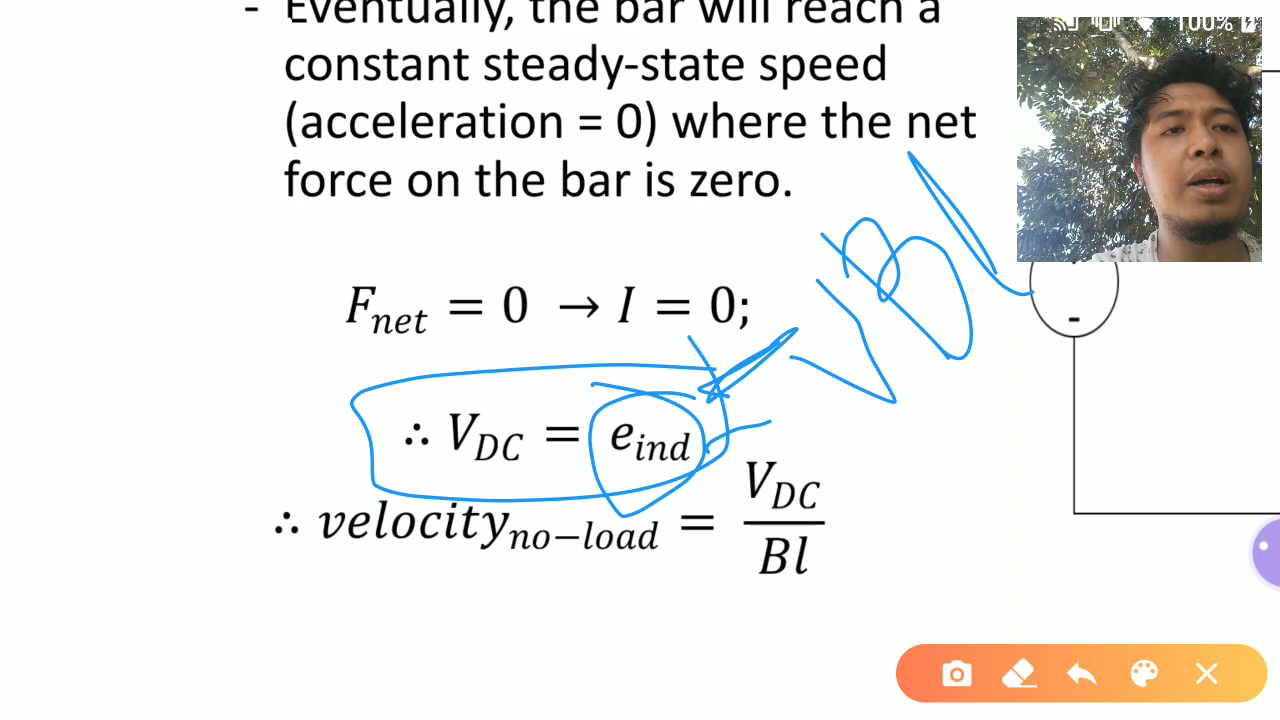 - Eventually, the bar will reach a
constant steady-state speed
(acceleration = 0) where the net
force on the bar is zero.
100%
F_net = 0 → I = 0;
VBl
∴ V_DC = e_ind
∴ velocity_no−load = V_DC / Bl
-